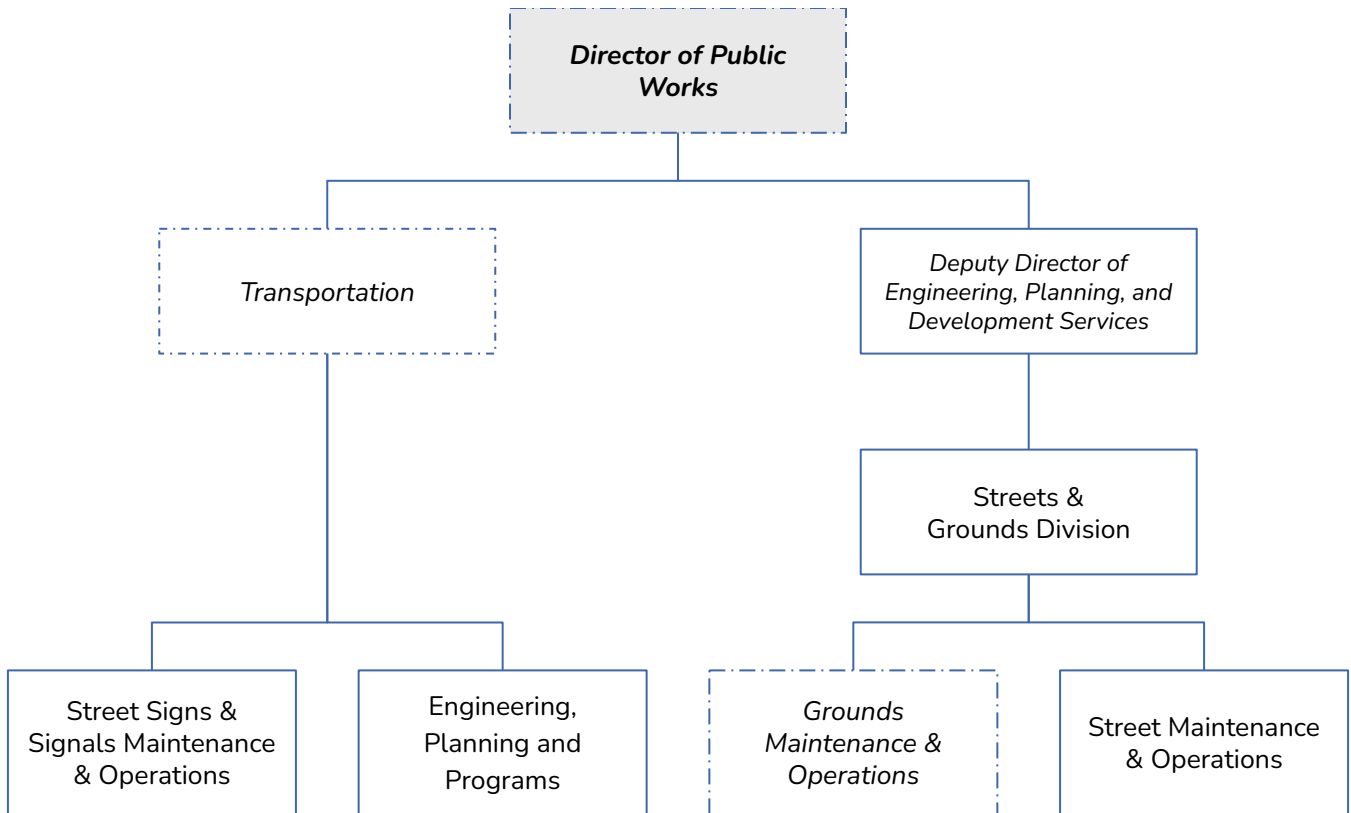 Director of Public
Works
Transportation
Deputy Director of
Engineering, Planning, and
Development Services
Streets &
Grounds Division
Street Signs &
Signals Maintenance
& Operations
Engineering,
Planning and
Programs
Grounds
Maintenance &
Operations
Street Maintenance
& Operations